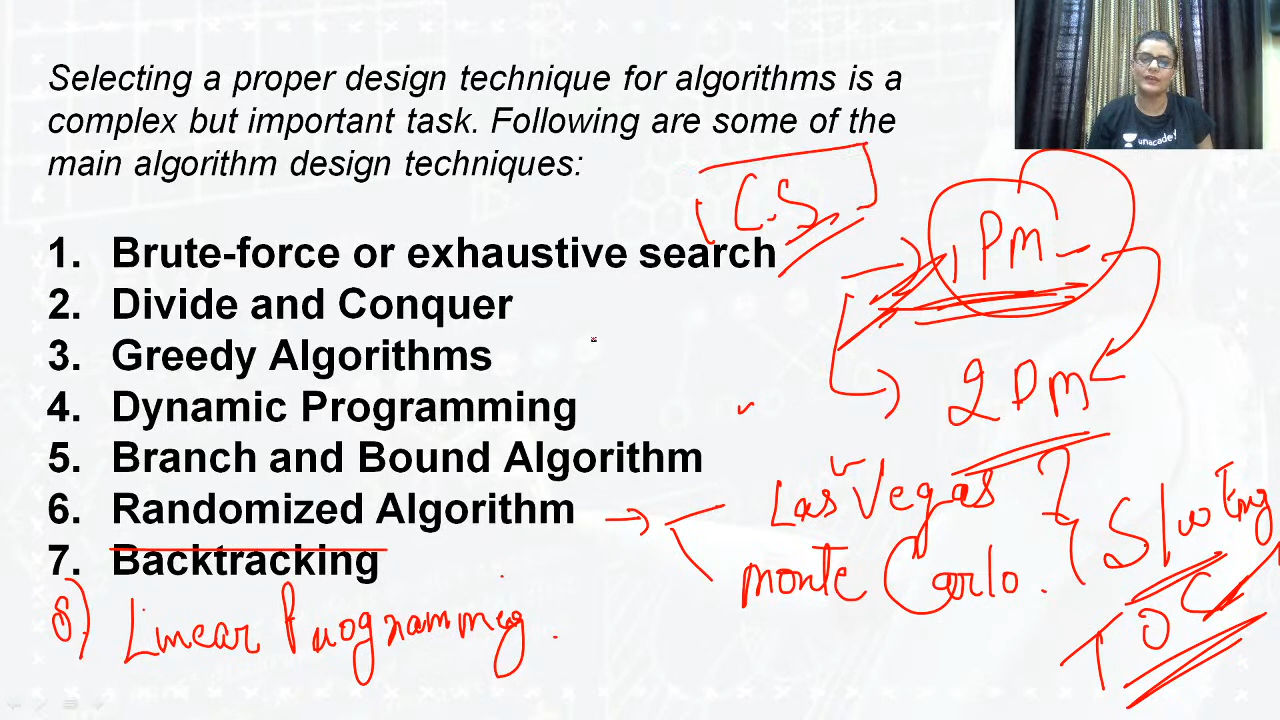 Selecting a proper design technique for algorithms is a
complex but important task. Following are some of the
main algorithm design techniques:
unacademy
C.S.
1. Brute-force or exhaustive search
1 PM
2. Divide and Conquer
3. Greedy Algorithms
2 PM
4. Dynamic Programming
5. Branch and Bound Algorithm
6. Randomized Algorithm
Las Vegas
Monte Carlo.
S/w Eng
7. Backtracking
8) Linear Programming.
TOC